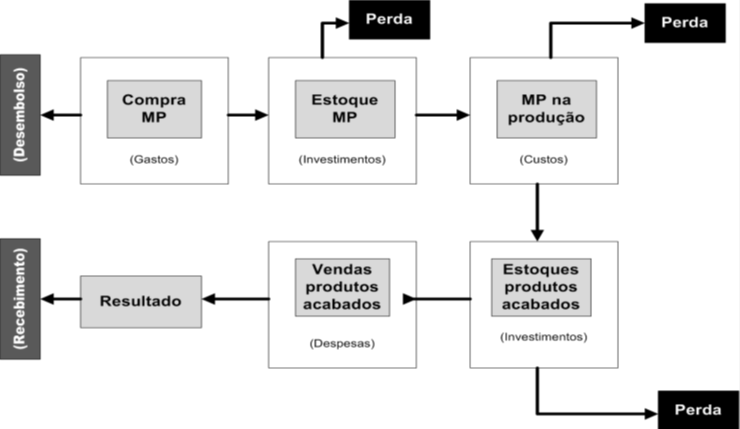 Perda
Perda
(Desembolso)
Compra
MP
(Gastos)
Estoque
MP
(Investimentos)
MP na
produção
(Custos)
(Recebimento)
Resultado
Vendas
produtos
acabados
(Despesas)
Estoques
produtos
acabados
(Investimentos)
Perda